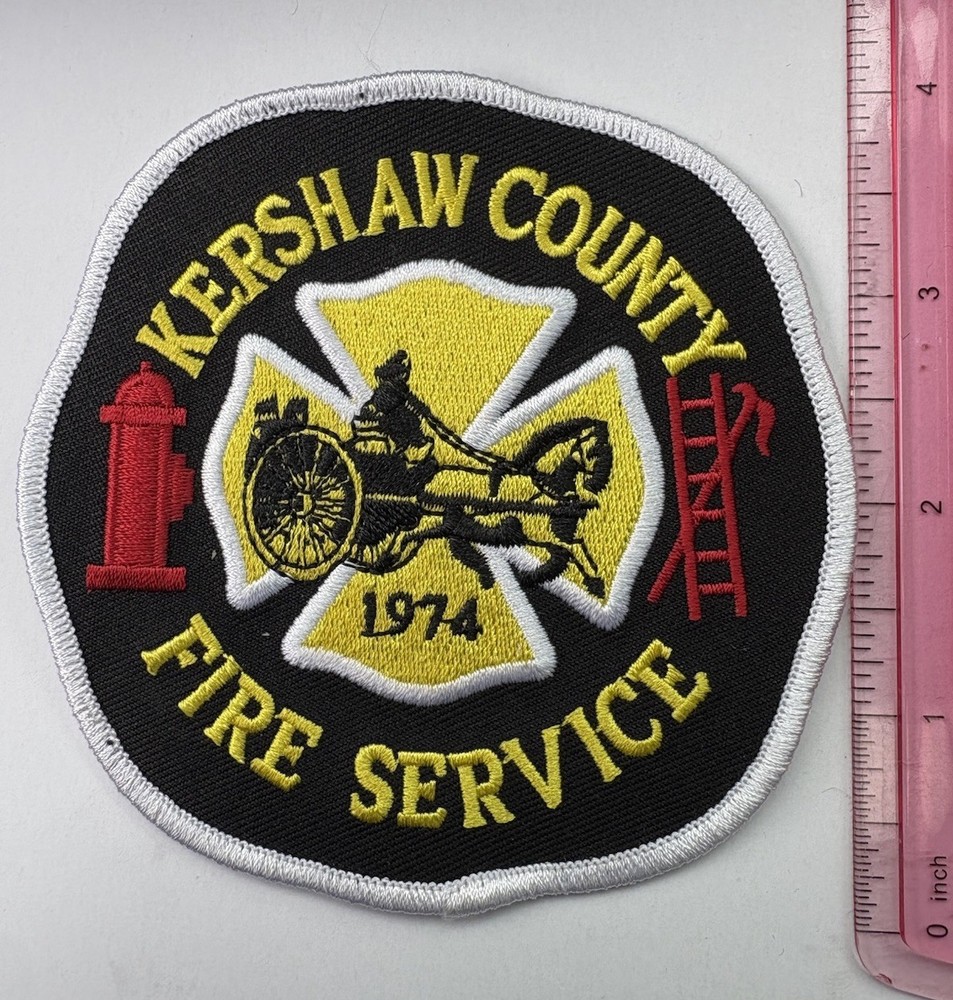 KERSHAW COUNTY
1974
FIRE SERVICE
4
3
2
1
0 inch